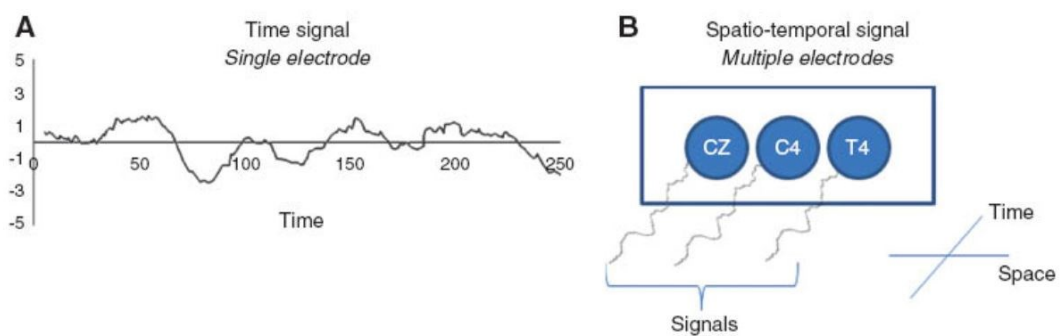 A
Time signal
Single electrode
5
3
1
-1
-3
-5
0
50
100
150
200
250
Time
B
Spatio-temporal signal
Multiple electrodes
CZ
C4
T4
Time
Space
Signals